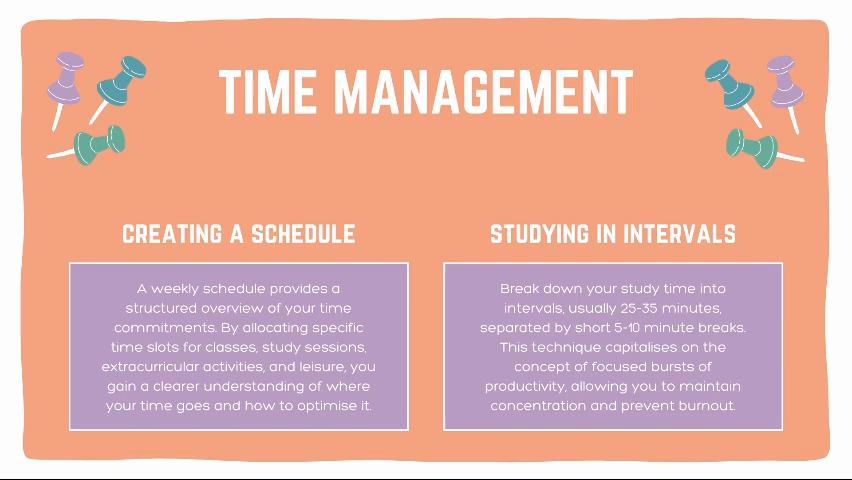 TIME MANAGEMENT
CREATING A SCHEDULE
A weekly schedule provides a
structured overview of your time
commitments. By allocating specific
time slots for classes, study sessions,
extracurricular activities, and leisure, you
gain a clearer understanding of where
your time goes and how to optimise it.
STUDYING IN INTERVALS
Break down your study time into
intervals, usually 25-35 minutes,
separated by short 5-10 minute breaks.
This technique capitalises on the
concept of focused bursts of
productivity, allowing you to maintain
concentration and prevent burnout.